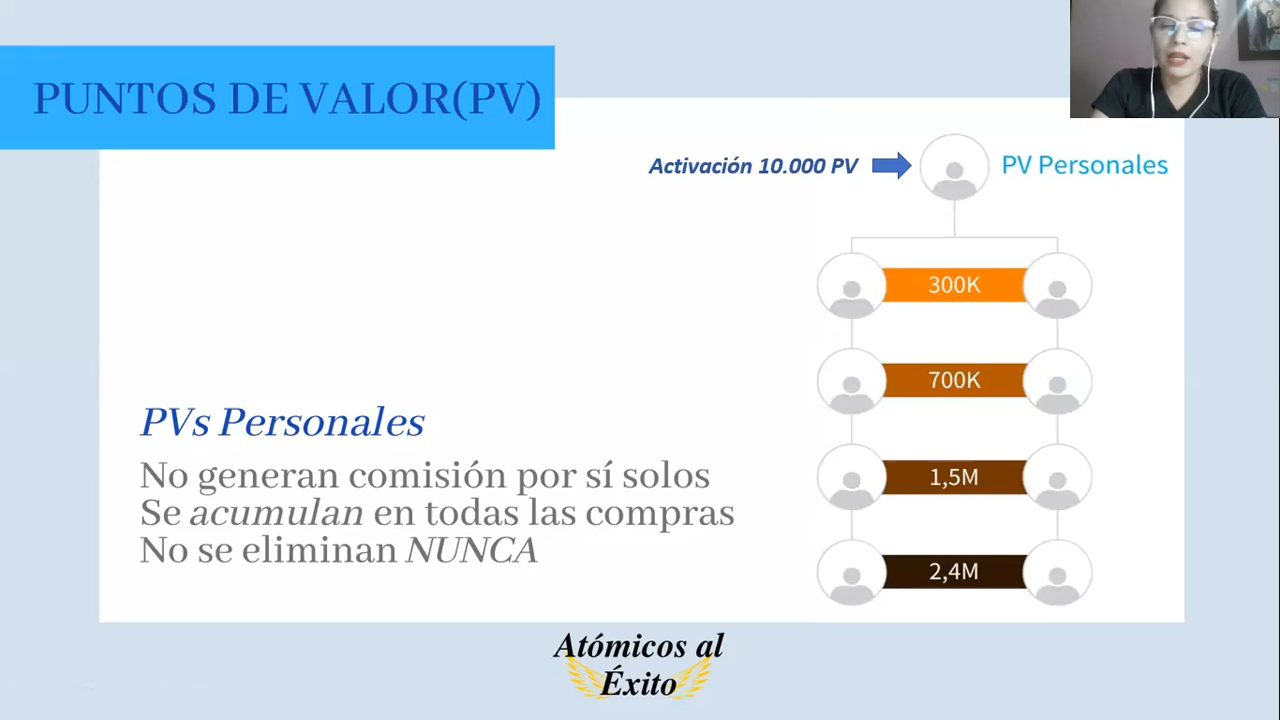 PUNTOS DE VALOR(PV)
Activación 10.000 PV
PV Personales
300K
700K
1,5M
2,4M
PVs Personales
No generan comisión por sí solos
Se acumulan en todas las compras
No se eliminan NUNCA
Atómicos al
Éxito